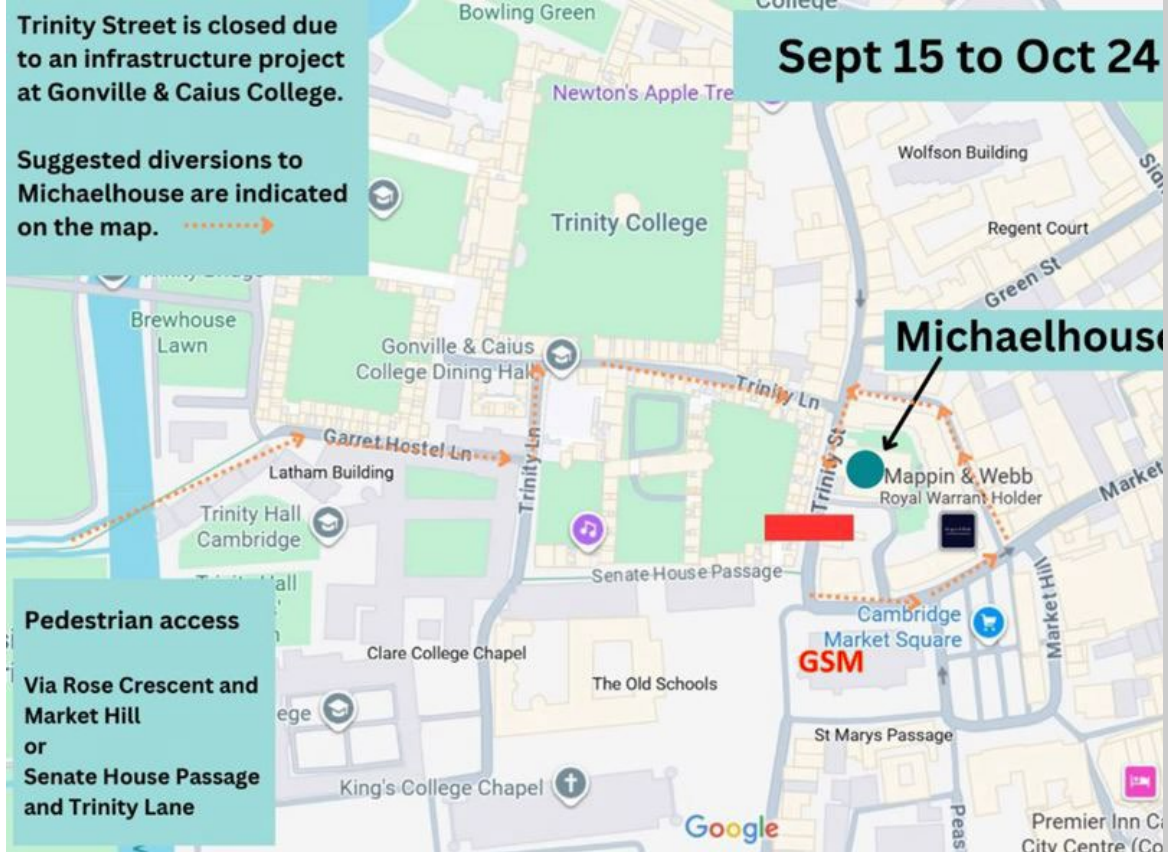 Trinity Street is closed due
to an infrastructure project
at Gonville & Caius College.
Suggested diversions to
Michaelhouse are indicated
on the map.
Bowling Green
College
Sept 15 to Oct 24
Newton's Apple Tre
Wolfson Building
Trinity College
Regent Court
Green St
Brewhouse
Lawn
Michaelhouse
Gonville & Caius
College Dining Hall
Trinity Ln
Garret Hostel Ln
Trinity Ln
Trinity St
Latham Building
Mappin & Webb
Royal Warrant Holder
Market
Trinity Hall
Cambridge
Senate House Passage
Pedestrian access
Via Rose Crescent and
Market Hill
or
Senate House Passage
and Trinity Lane
Cambridge
Market Square
Market Hill
Clare College Chapel
GSM
The Old Schools
ege
St Marys Passage
King's College Chapel
Google
Peas
Premier Inn C
City Centre (Co